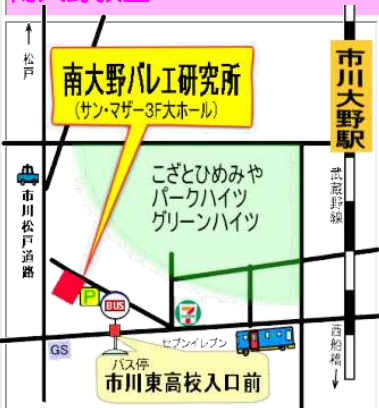 ↑
松戸
南大野バレエ研究所
(サン・マザー3F大ホール)
市川大野駅
こざとひめみや
パークハイツ
グリーンハイツ
武蔵野線
市川松戸道路
P
BUS
7
セブンイレブン
GS
バス停
市川東高校入口前
西船橋
↓